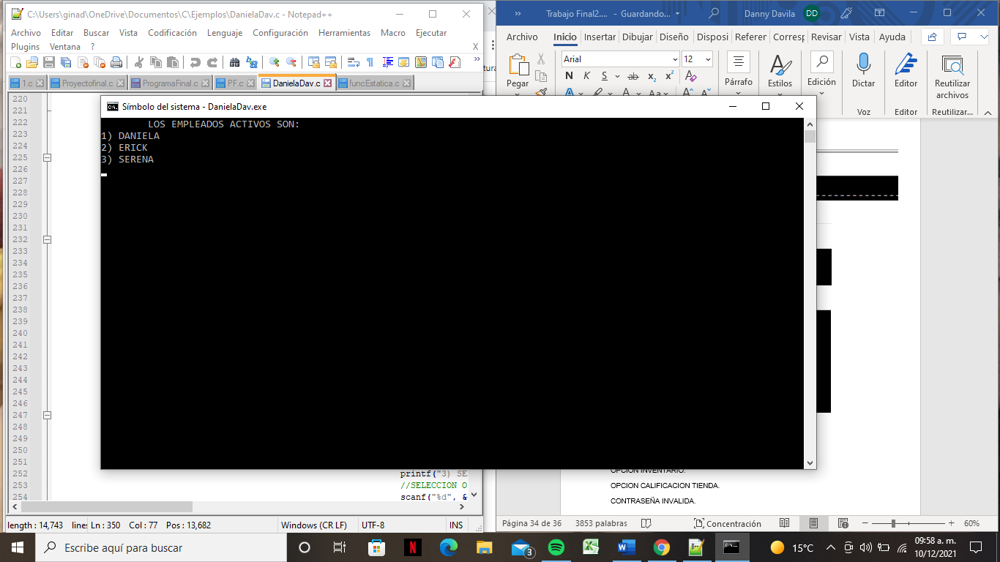 C:\Users\ginad\OneDrive\Documentos\C\Ejemplos\DanielaDav.c - Notepad++
Archivo Editar Buscar Vista Codificación Lenguaje Configuración Herramientas Macro Ejecutar
Plugins Ventana ? X
1.c Proyectofinal.c ProgramaFinal.c PF.c DanielaDav.c funcEstatica.c
220
221
222
223
224
225
226
227
228
229
230
231
232
233
234
235
236
237
238
239
240
241
242
243
244
245
246
247
248
249
250
251
252 printf("3) SE
253 //SELECCION O
254 scanf("%d", &
length : 14,743 lines Ln : 350 Col : 77 Pos : 13,682 Windows (CR LF) UTF-8 INS
Símbolo del sistema - DanielaDav.exe
LOS EMPLEADOS ACTIVOS SON:
1) DANIELA
2) ERICK
3) SERENA
Trabajo Final2.... - Guardando... Danny Davila DD
Archivo Inicio Insertar Dibujar Diseño Disposi Referer Corresp Revisar Vista Ayuda
Arial 12
N K S ab x₂ x²
Pegar Párrafo Estilos Edición Dictar Editor Reutilizar archivos
Aa
Voz Editor Reutilizar...
OPCION INVENTARIO.
OPCION CALIFICACION TIENDA.
CONTRASEÑA INVALIDA.
Página 34 de 36 3853 palabras Concentración 60%
Escribe aquí para buscar
3
15°C
09:58 a. m.
10/12/2021